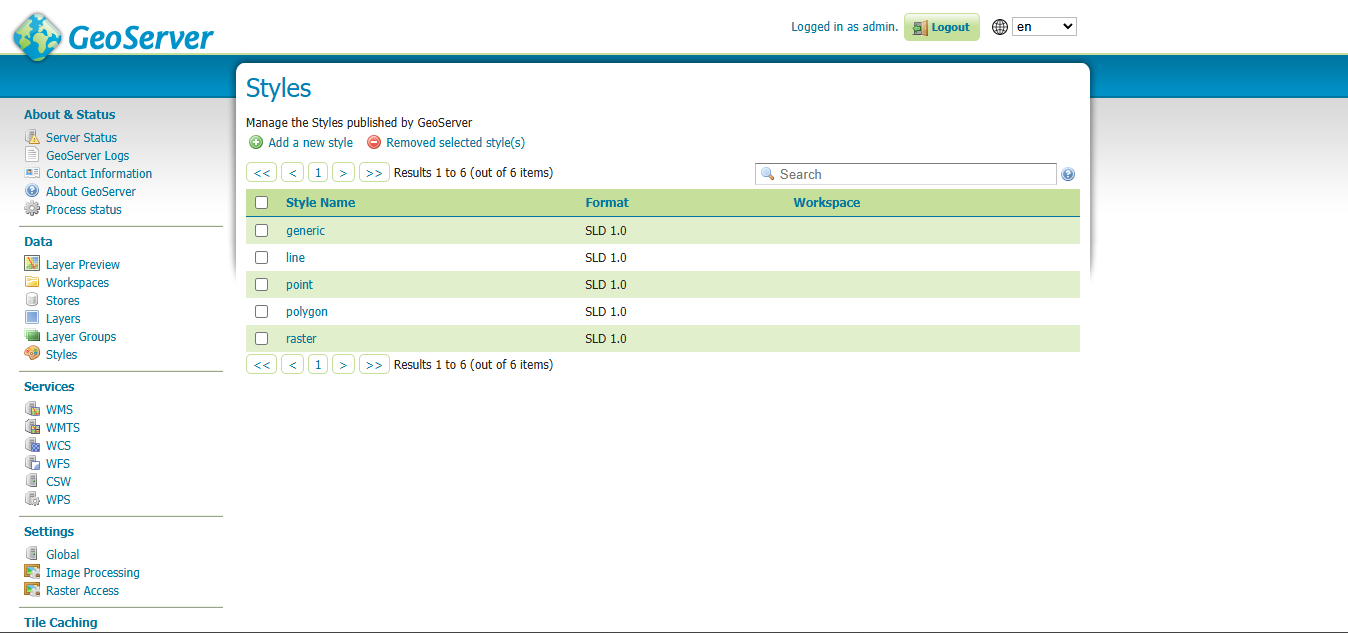 GeoServer
Logged in as admin. Logout en
About & Status
Server Status
GeoServer Logs
Contact Information
About GeoServer
Process status
Data
Layer Preview
Workspaces
Stores
Layers
Layer Groups
Styles
Services
WMS
WMTS
WCS
WFS
CSW
WPS
Settings
Global
Image Processing
Raster Access
Tile Caching
Styles
Manage the Styles published by GeoServer
Add a new style Removed selected style(s)
<< < 1 > >> Results 1 to 6 (out of 6 items) Search
Style Name Format Workspace
generic SLD 1.0
line SLD 1.0
point SLD 1.0
polygon SLD 1.0
raster SLD 1.0
<< < 1 > >> Results 1 to 6 (out of 6 items)